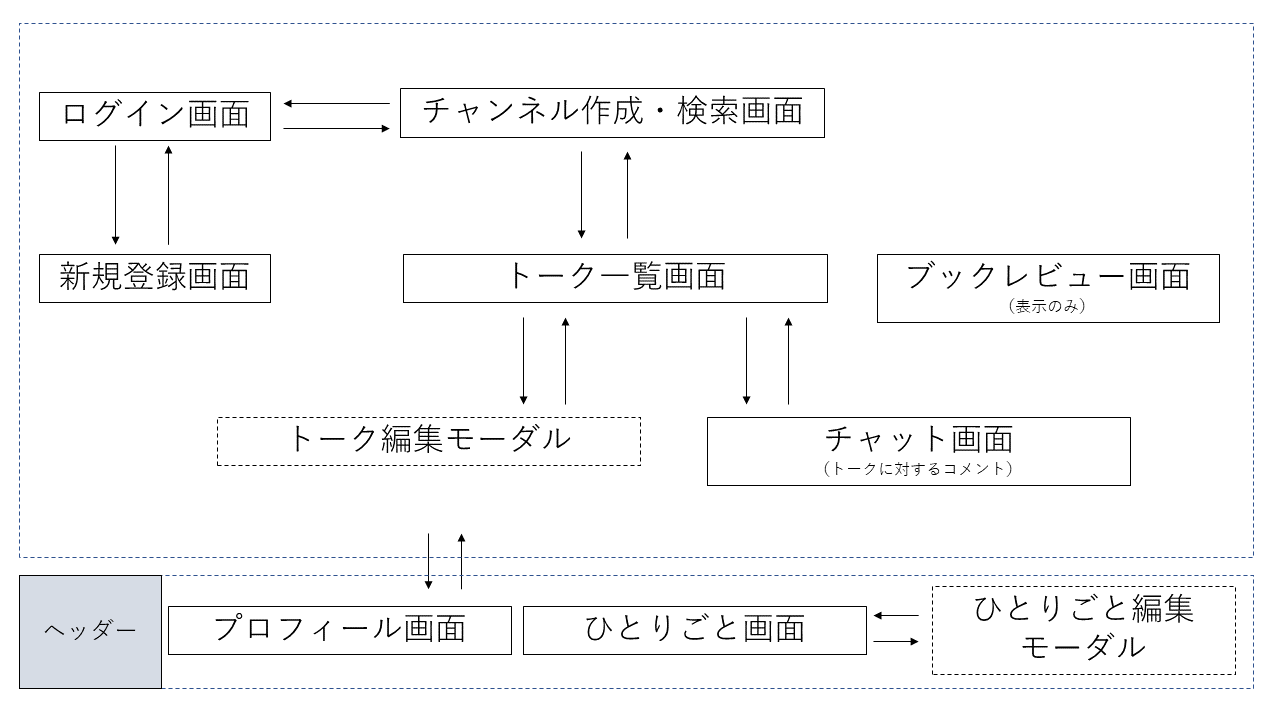 ログイン画面
チャンネル作成・検索画面
新規登録画面
トーク一覧画面
ブックレビュー画面
（表示のみ）
トーク編集モーダル
チャット画面
（トークに対するコメント）
ヘッダー
プロフィール画面
ひとりごと画面
ひとりごと編集
モーダル